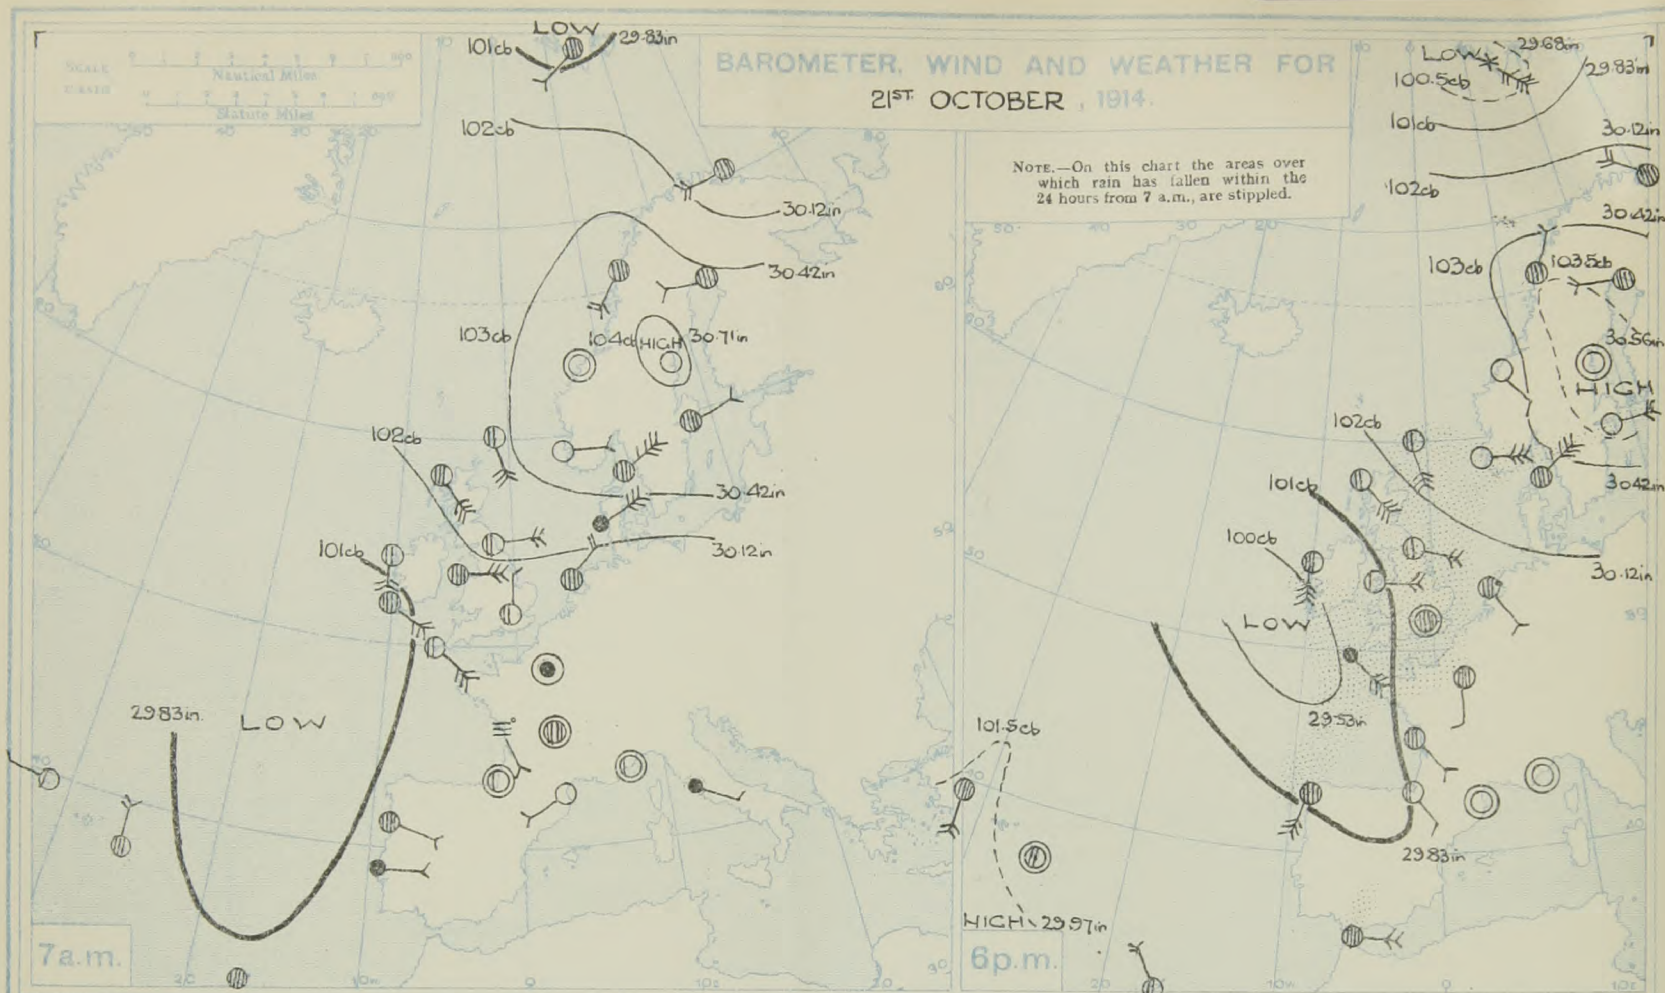 BAROMETER, WIND AND WEATHER FOR
21ST OCTOBER, 1914.
NOTE.—On this chart the areas over
which rain has fallen within the
24 hours from 7 a.m., are stippled.
Nautical Miles
Statute Miles
LOW
101cb
29.83in
102cb
30.12in
30.42in
103cb
104cb
HIGH
30.71in
102cb
30.42in
101cb
30.12in
29.83in.
LOW
7a.m.
LOW
29.68in
100.5cb
29.83in
101cb
30.12in
102cb
30.42in
103cb
103.5cb
30.56in
HIGH
102cb
101cb
30.42in
100cb
30.12in
LOW
29.53in
101.5cb
29.83in
HIGH
29.97in
6p.m.